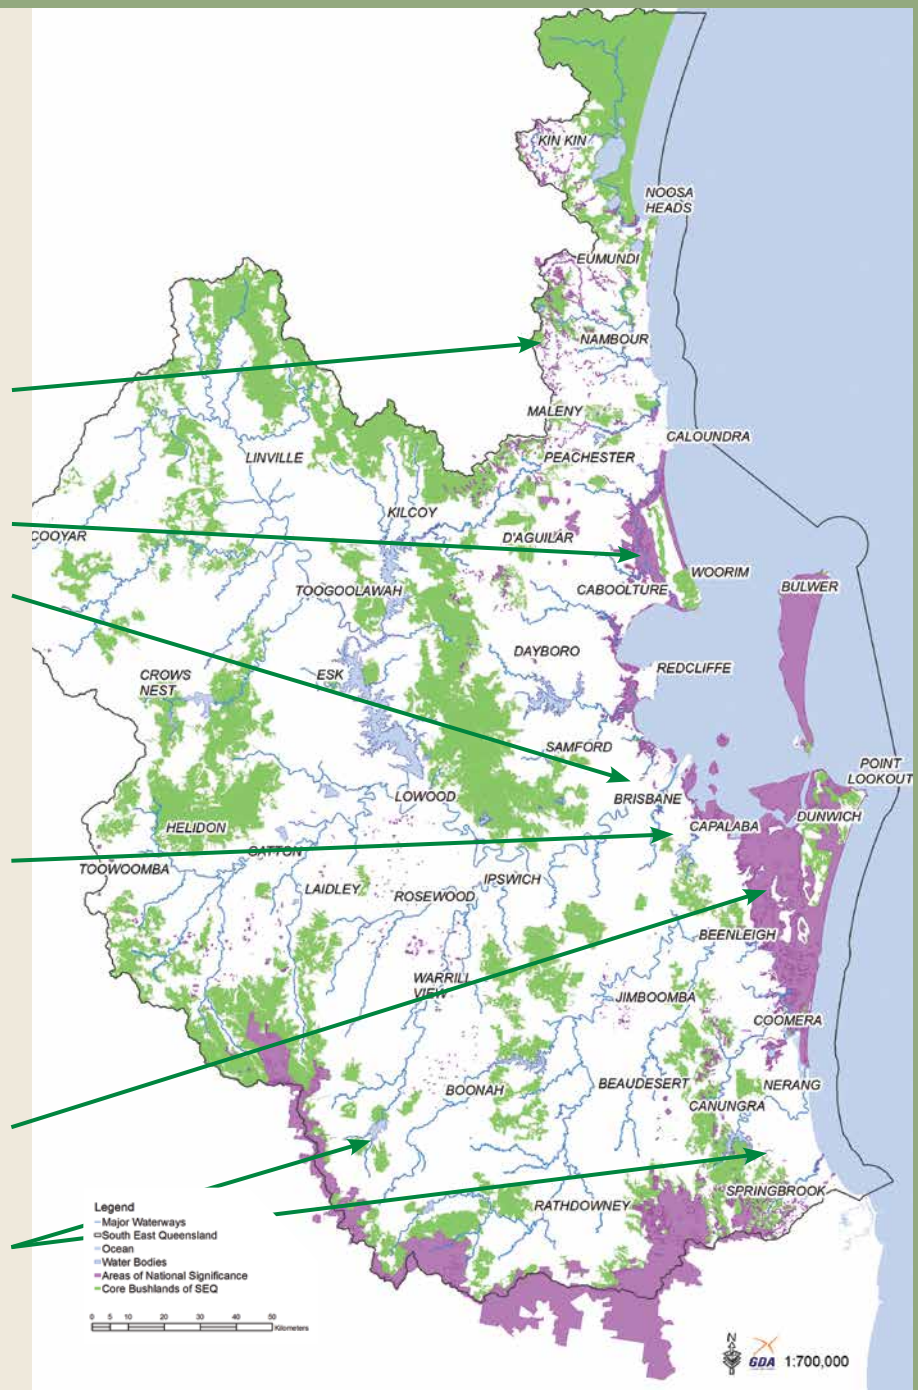 KIN KIN
NOOSA
HEADS
EUMUNDI
NAMBOUR
MALENY
CALOUNDRA
LINVILLE
PEACHESTER
KILCOY
COOYAR
D'AGUILAR
WOORIM
TOOGOOLAWAH
CABOOLTURE
BULWER
DAYBORO
REDCLIFFE
CROWS
NEST
ESK
SAMFORD
POINT
LOOKOUT
LOWOOD
BRISBANE
DUNWICH
HELIDON
CAPALABA
GATTON
TOOWOOMBA
LAIDLEY
IPSWICH
ROSEWOOD
BEENLEIGH
WARRILL
VIEW
JIMBOOMBA
COOMERA
BOONAH
BEAUDESERT
NERANG
CANUNGRA
SPRINGBROOK
RATHDOWNEY
Legend
Major Waterways
South East Queensland
Ocean
Water Bodies
Areas of National Significance
Core Bushlands of SEQ
0 5 10 20 30 40 50
Kilometers
N
GDA 1:700,000